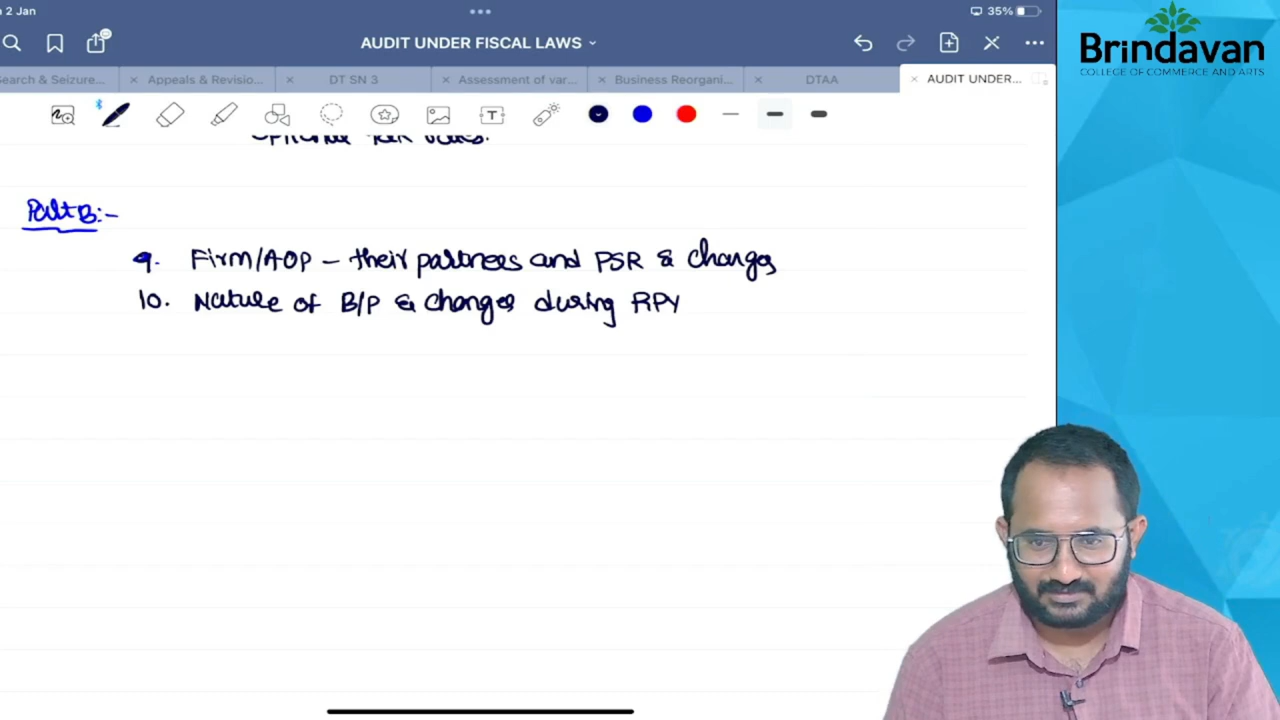 2 Jan
35%
AUDIT UNDER FISCAL LAWS
Brindavan
COLLEGE OF COMMERCE AND ARTS
earch & Seizure...
Appeals & Revisio...
DT SN 3
Assessment of var...
Business Reorgani...
DTAA
AUDIT UNDER...
T
Part B:-
9. Firm/AOP - their partners and PSR & changes
10. Nature of B/P & changes during RPY